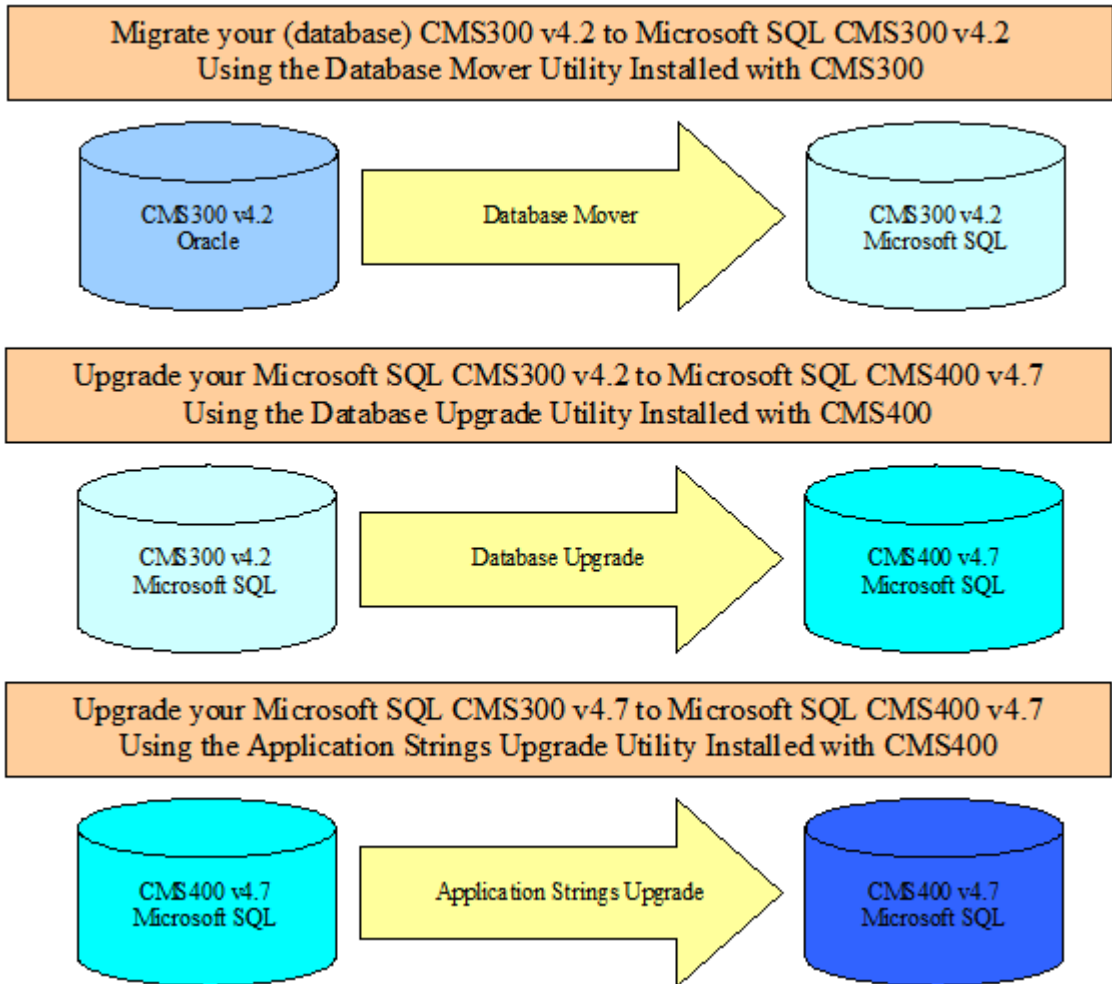 Migrate your (database) CMS300 v4.2 to Microsoft SQL CMS300 v4.2
Using the Database Mover Utility Installed with CMS300
CMS300 v4.2
Oracle
Database Mover
CMS300 v4.2
Microsoft SQL
Upgrade your Microsoft SQL CMS300 v4.2 to Microsoft SQL CMS400 v4.7
Using the Database Upgrade Utility Installed with CMS400
CMS300 v4.2
Microsoft SQL
Database Upgrade
CMS400 v4.7
Microsoft SQL
Upgrade your Microsoft SQL CMS300 v4.7 to Microsoft SQL CMS400 v4.7
Using the Application Strings Upgrade Utility Installed with CMS400
CMS400 v4.7
Microsoft SQL
Application Strings Upgrade
CMS400 v4.7
Microsoft SQL